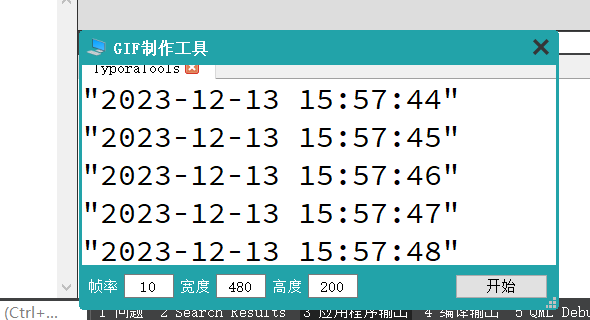 GIF制作工具
TyporaTools
"2023-12-13 15:57:44"
"2023-12-13 15:57:45"
"2023-12-13 15:57:46"
"2023-12-13 15:57:47"
"2023-12-13 15:57:48"
帧率 10 宽度 480 高度 200 开始
(Ctrl+... 1 问题 2 Search Results 3 应用程序输出 4 编译输出 5 QML Debu